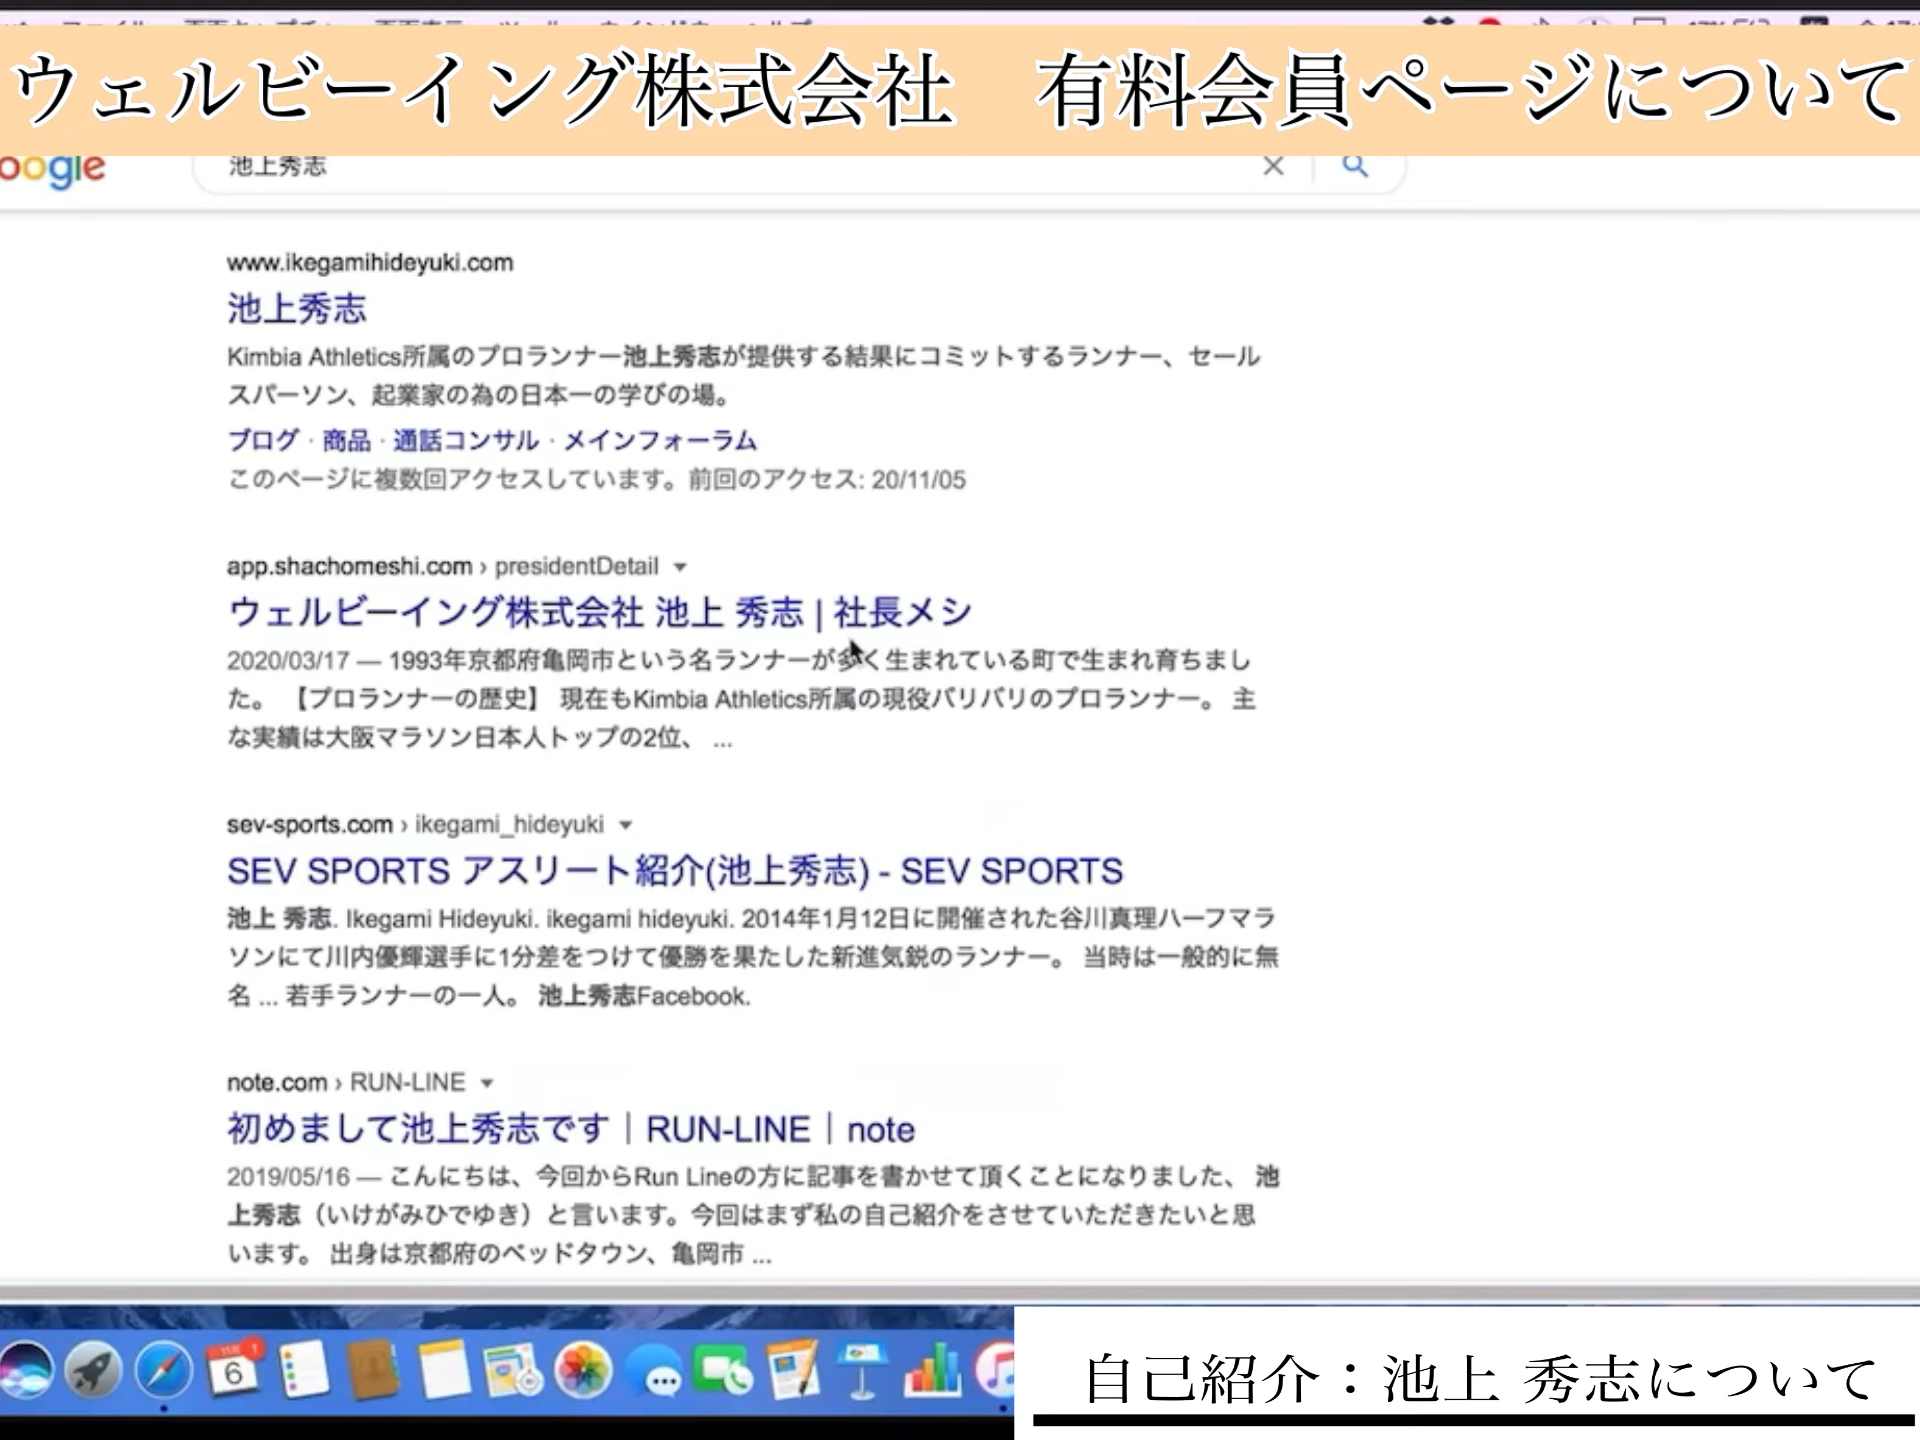 ウェルビーイング株式会社　有料会員ページについて
oogle
池上秀志
www.ikegamihideyuki.com
池上秀志
Kimbia Athletics所属のプロランナー池上秀志が提供する結果にコミットするランナー、セール
スパーソン、起業家の為の日本一の学びの場。
ブログ · 商品 · 通話コンサル · メインフォーラム
このページに複数回アクセスしています。前回のアクセス: 20/11/05
app.shachomeshi.com › presidentDetail
ウェルビーイング株式会社 池上 秀志 | 社長メシ
2020/03/17 — 1993年京都府亀岡市という名ランナーが多く生まれている町で生まれ育ちまし
た。 【プロランナーの歴史】 現在もKimbia Athletics所属の現役バリバリのプロランナー。 主
な実績は大阪マラソン日本人トップの2位、 ...
sev-sports.com › ikegami_hideyuki
SEV SPORTS アスリート紹介(池上秀志) - SEV SPORTS
池上 秀志. Ikegami Hideyuki. ikegami hideyuki. 2014年1月12日に開催された谷川真理ハーフマラ
ソンにて川内優輝選手に1分差をつけて優勝を果たした新進気鋭のランナー。 当時は一般的に無
名 ... 若手ランナーの一人。 池上秀志Facebook.
note.com › RUN-LINE
初めまして池上秀志です｜RUN-LINE｜note
2019/05/16 — こんにちは、今回からRun Lineの方に記事を書かせて頂くことになりました、 池
上秀志（いけがみひでゆき）と言います。今回はまず私の自己紹介をさせていただきたいと思
います。 出身は京都府のベッドタウン、亀岡市 ...
6
自己紹介：池上 秀志について